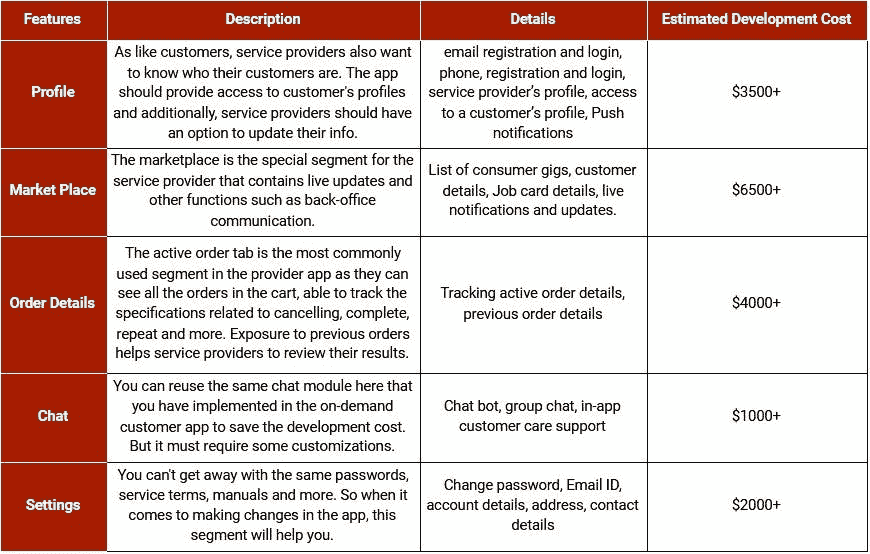 Features
Description
Details
Estimated Development Cost
Profile
As like customers, service providers also want
to know who their customers are. The app
should provide access to customer's profiles
and additionally, service providers should have
an option to update their info.
email registration and login,
phone, registration and login,
service provider’s profile, access
to a customer’s profile, Push
notifications
$3500+
Market Place
The marketplace is the special segment for the
service provider that contains live updates and
other functions such as back-office
communication.
List of consumer gigs, customer
details, Job card details, live
notifications and updates.
$6500+
Order Details
The active order tab is the most commonly
used segment in the provider app as they can
see all the orders in the cart, able to track the
specifications related to cancelling, complete,
repeat and more. Exposure to previous orders
helps service providers to review their results.
Tracking active order details,
previous order details
$4000+
Chat
You can reuse the same chat module here that
you have implemented in the on-demand
customer app to save the development cost.
But it must require some customizations.
Chat bot, group chat, in-app
customer care support
$1000+
Settings
You can't get away with the same passwords,
service terms, manuals and more. So when it
comes to making changes in the app, this
segment will help you.
Change password, Email ID,
account details, address, contact
details
$2000+